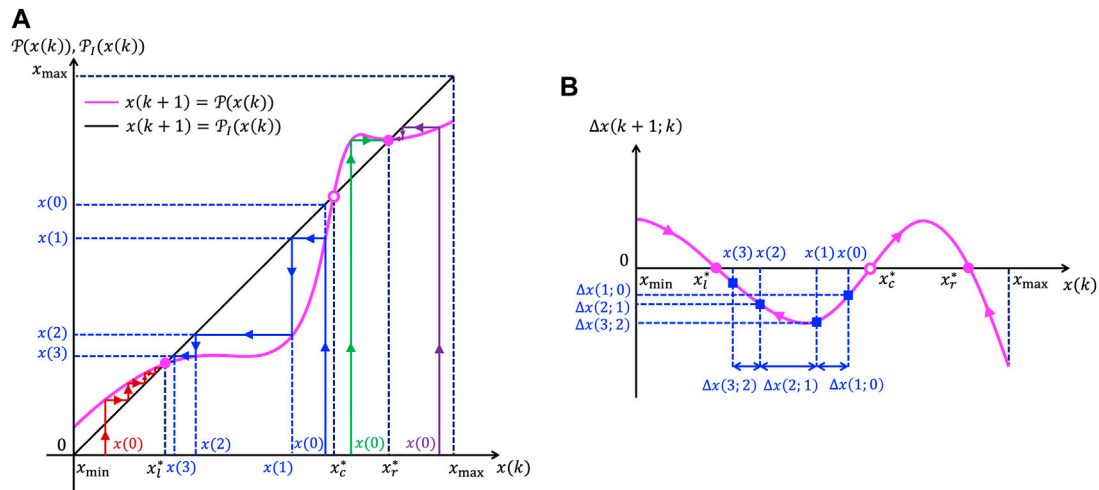 A
𝒫(x(k)), 𝒫_I(x(k))
x_max
x(k + 1) = 𝒫(x(k))
x(k + 1) = 𝒫_I(x(k))
x(0)
x(1)
x(2)
x(3)
0
x(0) x(2) x(0) x(0) x(0)
x_min x_l^* x(3) x(1) x_c^* x_r^* x_max x(k)
B
Δx(k + 1; k)
x(3) x(2) x(1) x(0)
0
x_min x_l^* x_c^* x_r^* x_max x(k)
Δx(1; 0)
Δx(2; 1)
Δx(3; 2)
Δx(3; 2) Δx(2; 1) Δx(1; 0)